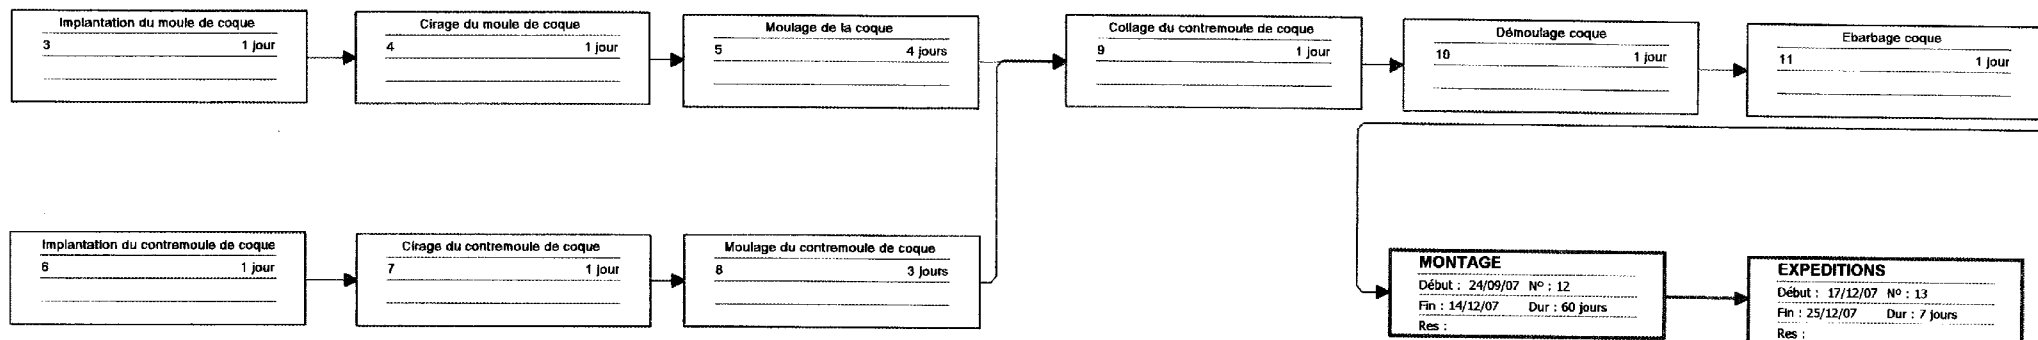 Implantation du moule de coque
3 1 jour
Cirage du moule de coque
4 1 jour
Moulage de la coque
5 4 jours
Collage du contremoule de coque
9 1 jour
Démoulage coque
10 1 jour
Ebarbage coque
11 1 jour
Implantation du contremoule de coque
6 1 jour
Cirage du contremoule de coque
7 1 jour
Moulage du contremoule de coque
8 3 jours
MONTAGE
Début : 24/09/07 Nº : 12
Fin : 14/12/07 Dur : 60 jours
Res :
EXPEDITIONS
Début : 17/12/07 Nº : 13
Fin : 25/12/07 Dur : 7 jours
Res :